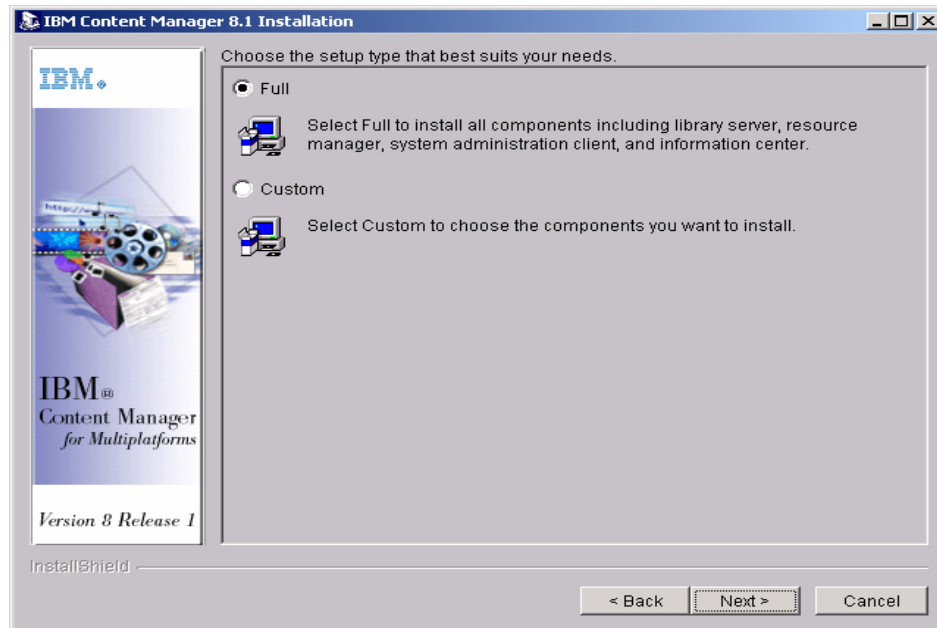 IBM Content Manager 8.1 Installation
Choose the setup type that best suits your needs.
IBM
Full
Select Full to install all components including library server, resource
manager, system administration client, and information center.
Custom
Select Custom to choose the components you want to install.
http://w
IBM®
Content Manager
for Multiplatforms
Version 8 Release 1
InstallShield
< Back
Next >
Cancel